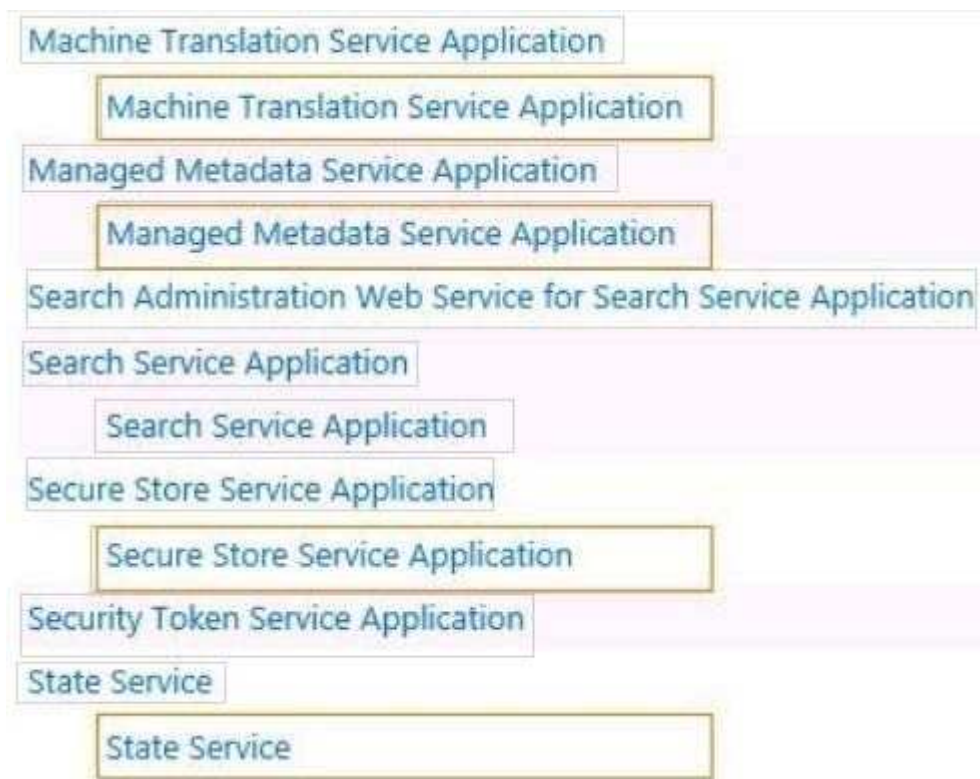 Machine Translation Service Application
Machine Translation Service Application
Managed Metadata Service Application
Managed Metadata Service Application
Search Administration Web Service for Search Service Application
Search Service Application
Search Service Application
Secure Store Service Application
Secure Store Service Application
Security Token Service Application
State Service
State Service